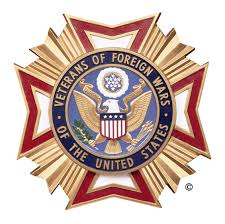 VETERANS OF FOREIGN WARS
OF THE UNITED STATES
©